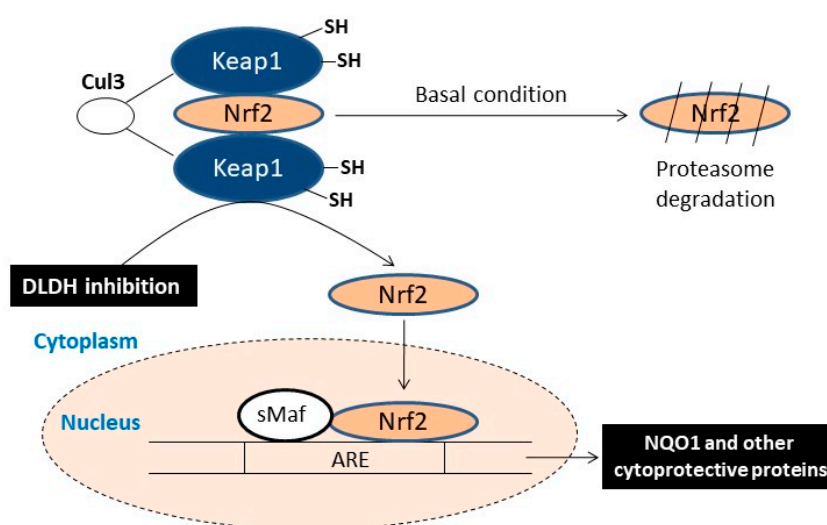 SH
Keap1
SH
Cul3
Nrf2
Basal condition
Nrf2
Keap1
SH
SH
Proteasome
degradation
DLDH inhibition
Nrf2
Cytoplasm
Nucleus
sMaf
Nrf2
ARE
NQO1 and other
cytoprotective proteins